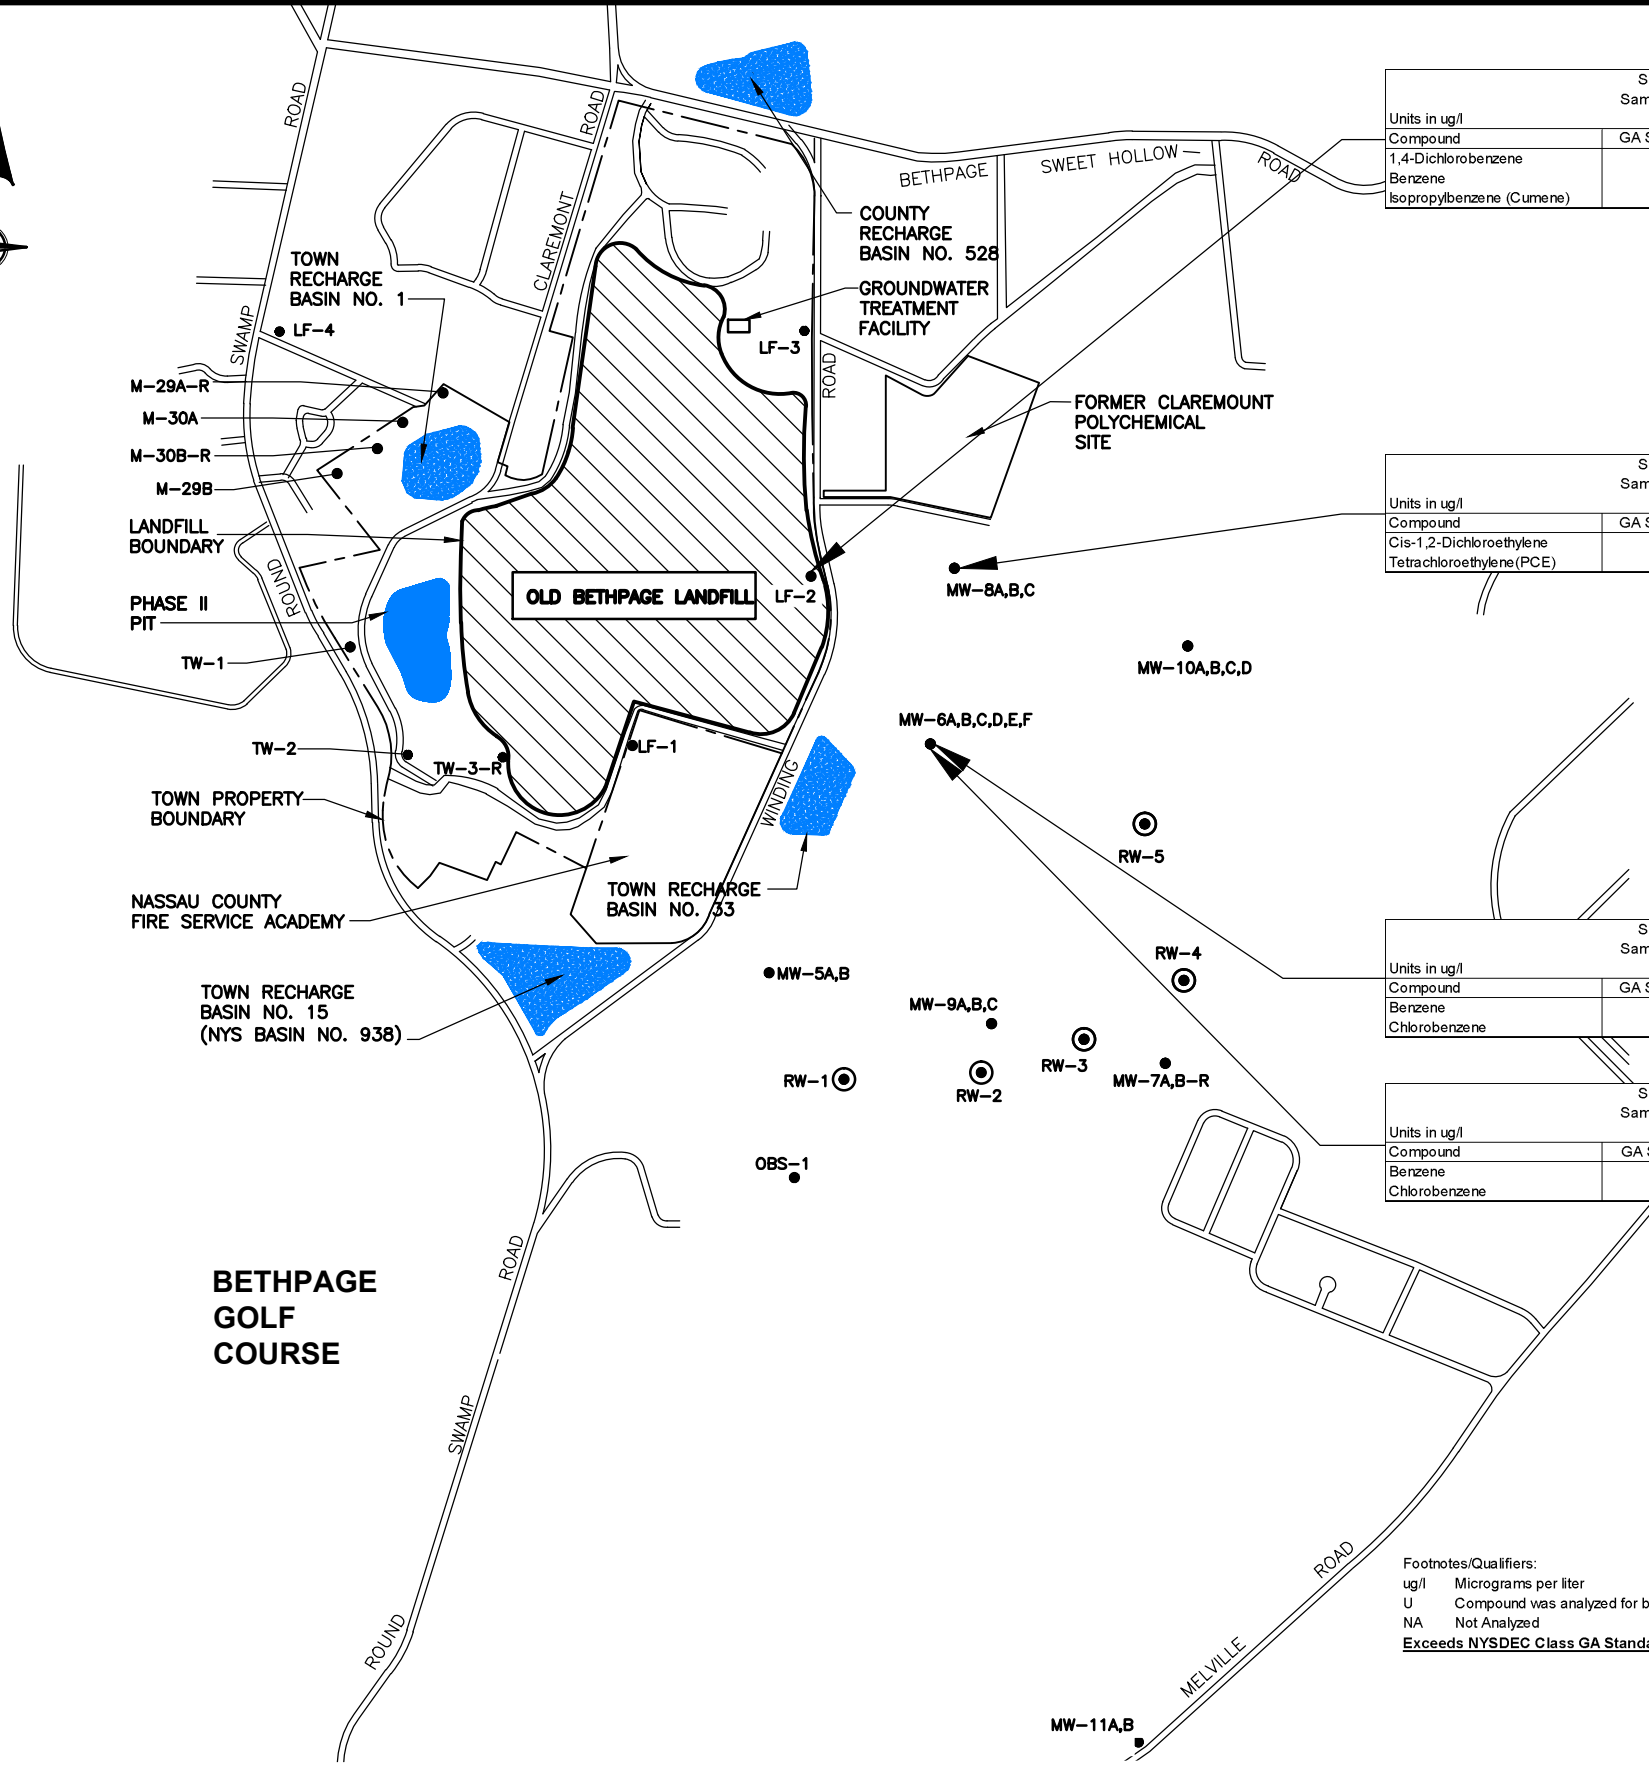 ROAD
ROAD
CLAREMONT
SWAMP
BETHPAGE
SWEET HOLLOW
ROAD
COUNTY
RECHARGE
BASIN NO. 528
GROUNDWATER
TREATMENT
FACILITY
TOWN
RECHARGE
BASIN NO. 1
LF-4
LF-3
ROAD
M-29A-R
M-30A
M-30B-R
M-29B
FORMER CLAREMOUNT
POLYCHEMICAL
SITE
LANDFILL
BOUNDARY
ROUND
PHASE II
PIT
OLD BETHPAGE LANDFILL
LF-2
MW-8A,B,C
TW-1
MW-10A,B,C,D
MW-6A,B,C,D,E,F
TW-2
TW-3-R
LF-1
WINDING
TOWN PROPERTY
BOUNDARY
RW-5
NASSAU COUNTY
FIRE SERVICE ACADEMY
TOWN RECHARGE
BASIN NO. 33
RW-4
MW-5A,B
TOWN RECHARGE
BASIN NO. 15
(NYS BASIN NO. 938)
MW-9A,B,C
RW-3
RW-1
RW-2
MW-7A,B-R
OBS-1
ROAD
BETHPAGE
GOLF
COURSE
SWAMP
ROUND
ROAD
MELVILLE
MW-11A,B
S
Sam
Units in ug/l
Compound GA S
1,4-Dichlorobenzene
Benzene
Isopropylbenzene (Cumene)
S
Sam
Units in ug/l
Compound GA S
Cis-1,2-Dichloroethylene
Tetrachloroethylene(PCE)
S
Sam
Units in ug/l
Compound GA S
Benzene
Chlorobenzene
S
Sam
Units in ug/l
Compound GA S
Benzene
Chlorobenzene
Footnotes/Qualifiers:
ug/l Micrograms per liter
U Compound was analyzed for b
NA Not Analyzed
Exceeds NYSDEC Class GA Standa